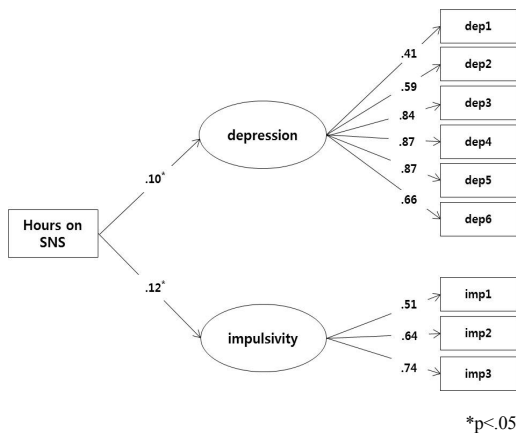 dep1
.41
dep2
.59
dep3
.84
depression
dep4
.87
.87
dep5
.10*
.66
dep6
Hours on
SNS
.12*
.51
imp1
.64
imp2
impulsivity
.74
imp3
*p<.05